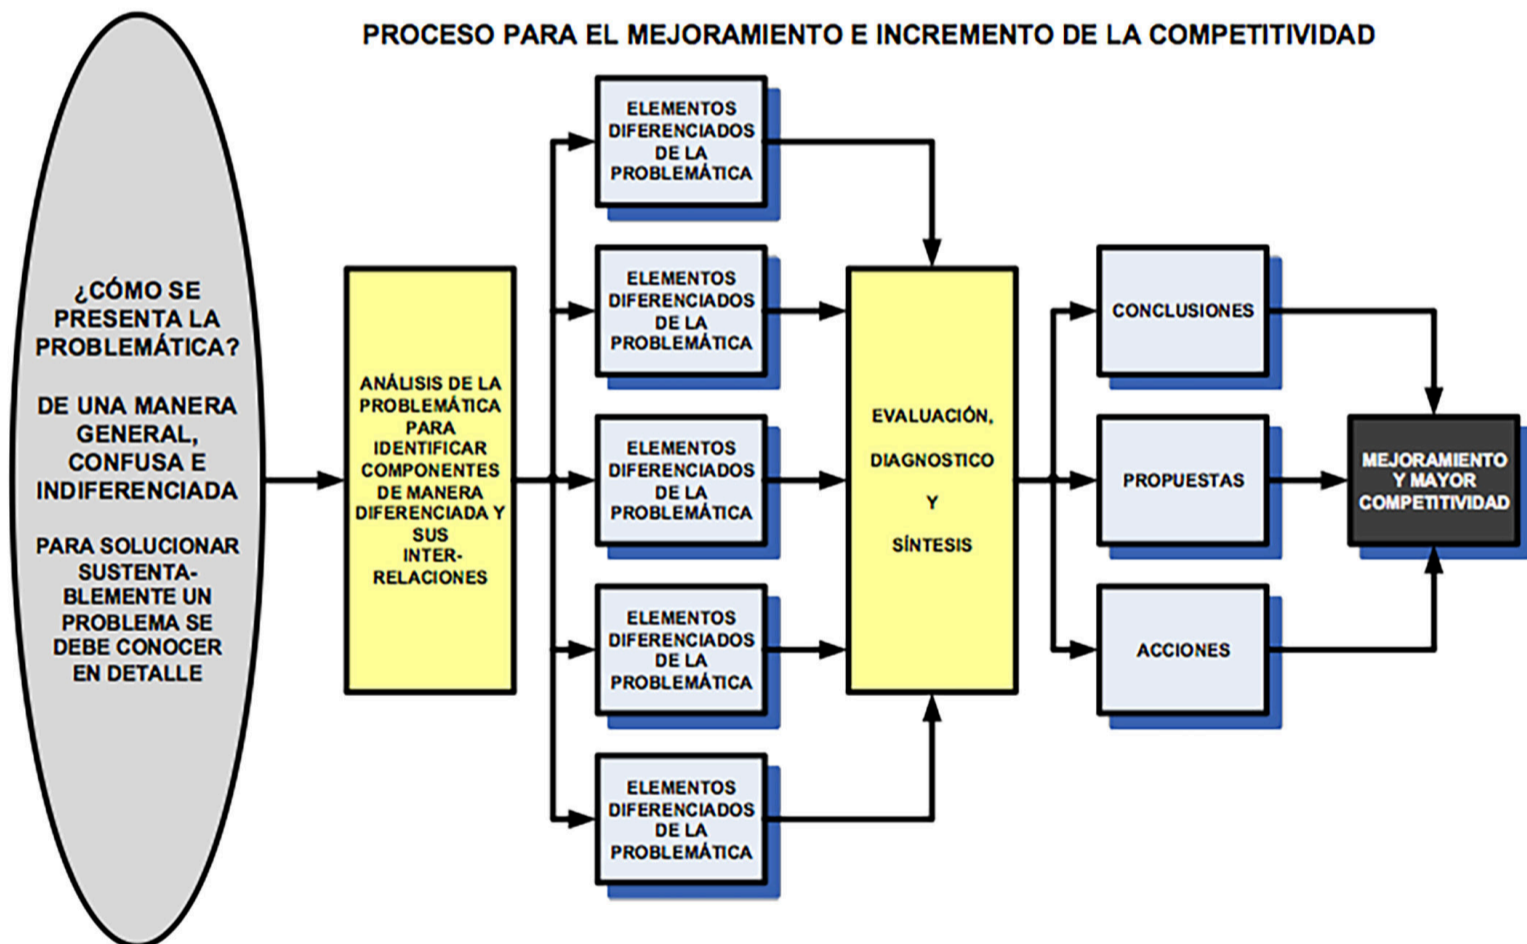 PROCESO PARA EL MEJORAMIENTO E INCREMENTO DE LA COMPETITIVIDAD
¿CÓMO SE
PRESENTA LA
PROBLEMÁTICA?
DE UNA MANERA
GENERAL,
CONFUSA E
INDIFERENCIADA
PARA SOLUCIONAR
SUSTENTA-
BLEMENTE UN
PROBLEMA SE
DEBE CONOCER
EN DETALLE
ANÁLISIS DE LA
PROBLEMÁTICA
PARA
IDENTIFICAR
COMPONENTES
DE MANERA
DIFERENCIADA Y
SUS
INTER-
RELACIONES
ELEMENTOS
DIFERENCIADOS
DE LA
PROBLEMÁTICA
ELEMENTOS
DIFERENCIADOS
DE LA
PROBLEMÁTICA
ELEMENTOS
DIFERENCIADOS
DE LA
PROBLEMÁTICA
ELEMENTOS
DIFERENCIADOS
DE LA
PROBLEMÁTICA
ELEMENTOS
DIFERENCIADOS
DE LA
PROBLEMÁTICA
EVALUACIÓN,
DIAGNOSTICO
Y
SÍNTESIS
CONCLUSIONES
PROPUESTAS
ACCIONES
MEJORAMIENTO
Y MAYOR
COMPETITIVIDAD